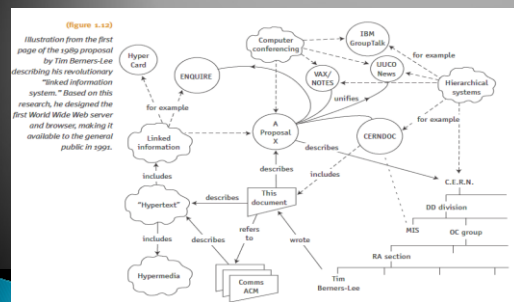 (figure 1.12)
Illustration from the first
page of the 1989 proposal
by Tim Berners-Lee
describing his revolutionary
"linked information
system." Based on this
research, he designed the
first World Wide Web server
and browser, making it
available to the general
public in 1991.
Computer
conferencing
IBM
GroupTalk
Hyper
Card
ENQUIRE
VAX/
NOTES
UUCO
News
for example
Hierarchical
systems
for example
unifies
for example
Linked
information
A
Proposal
X
CERNDOC
describes
C.E.R.N.
includes
describes
includes
DD division
"Hypertext"
describes
This
document
MIS
OC group
includes
describes
refers
to
wrote
RA section
Hypermedia
Comms
ACM
Tim
Berners-Lee